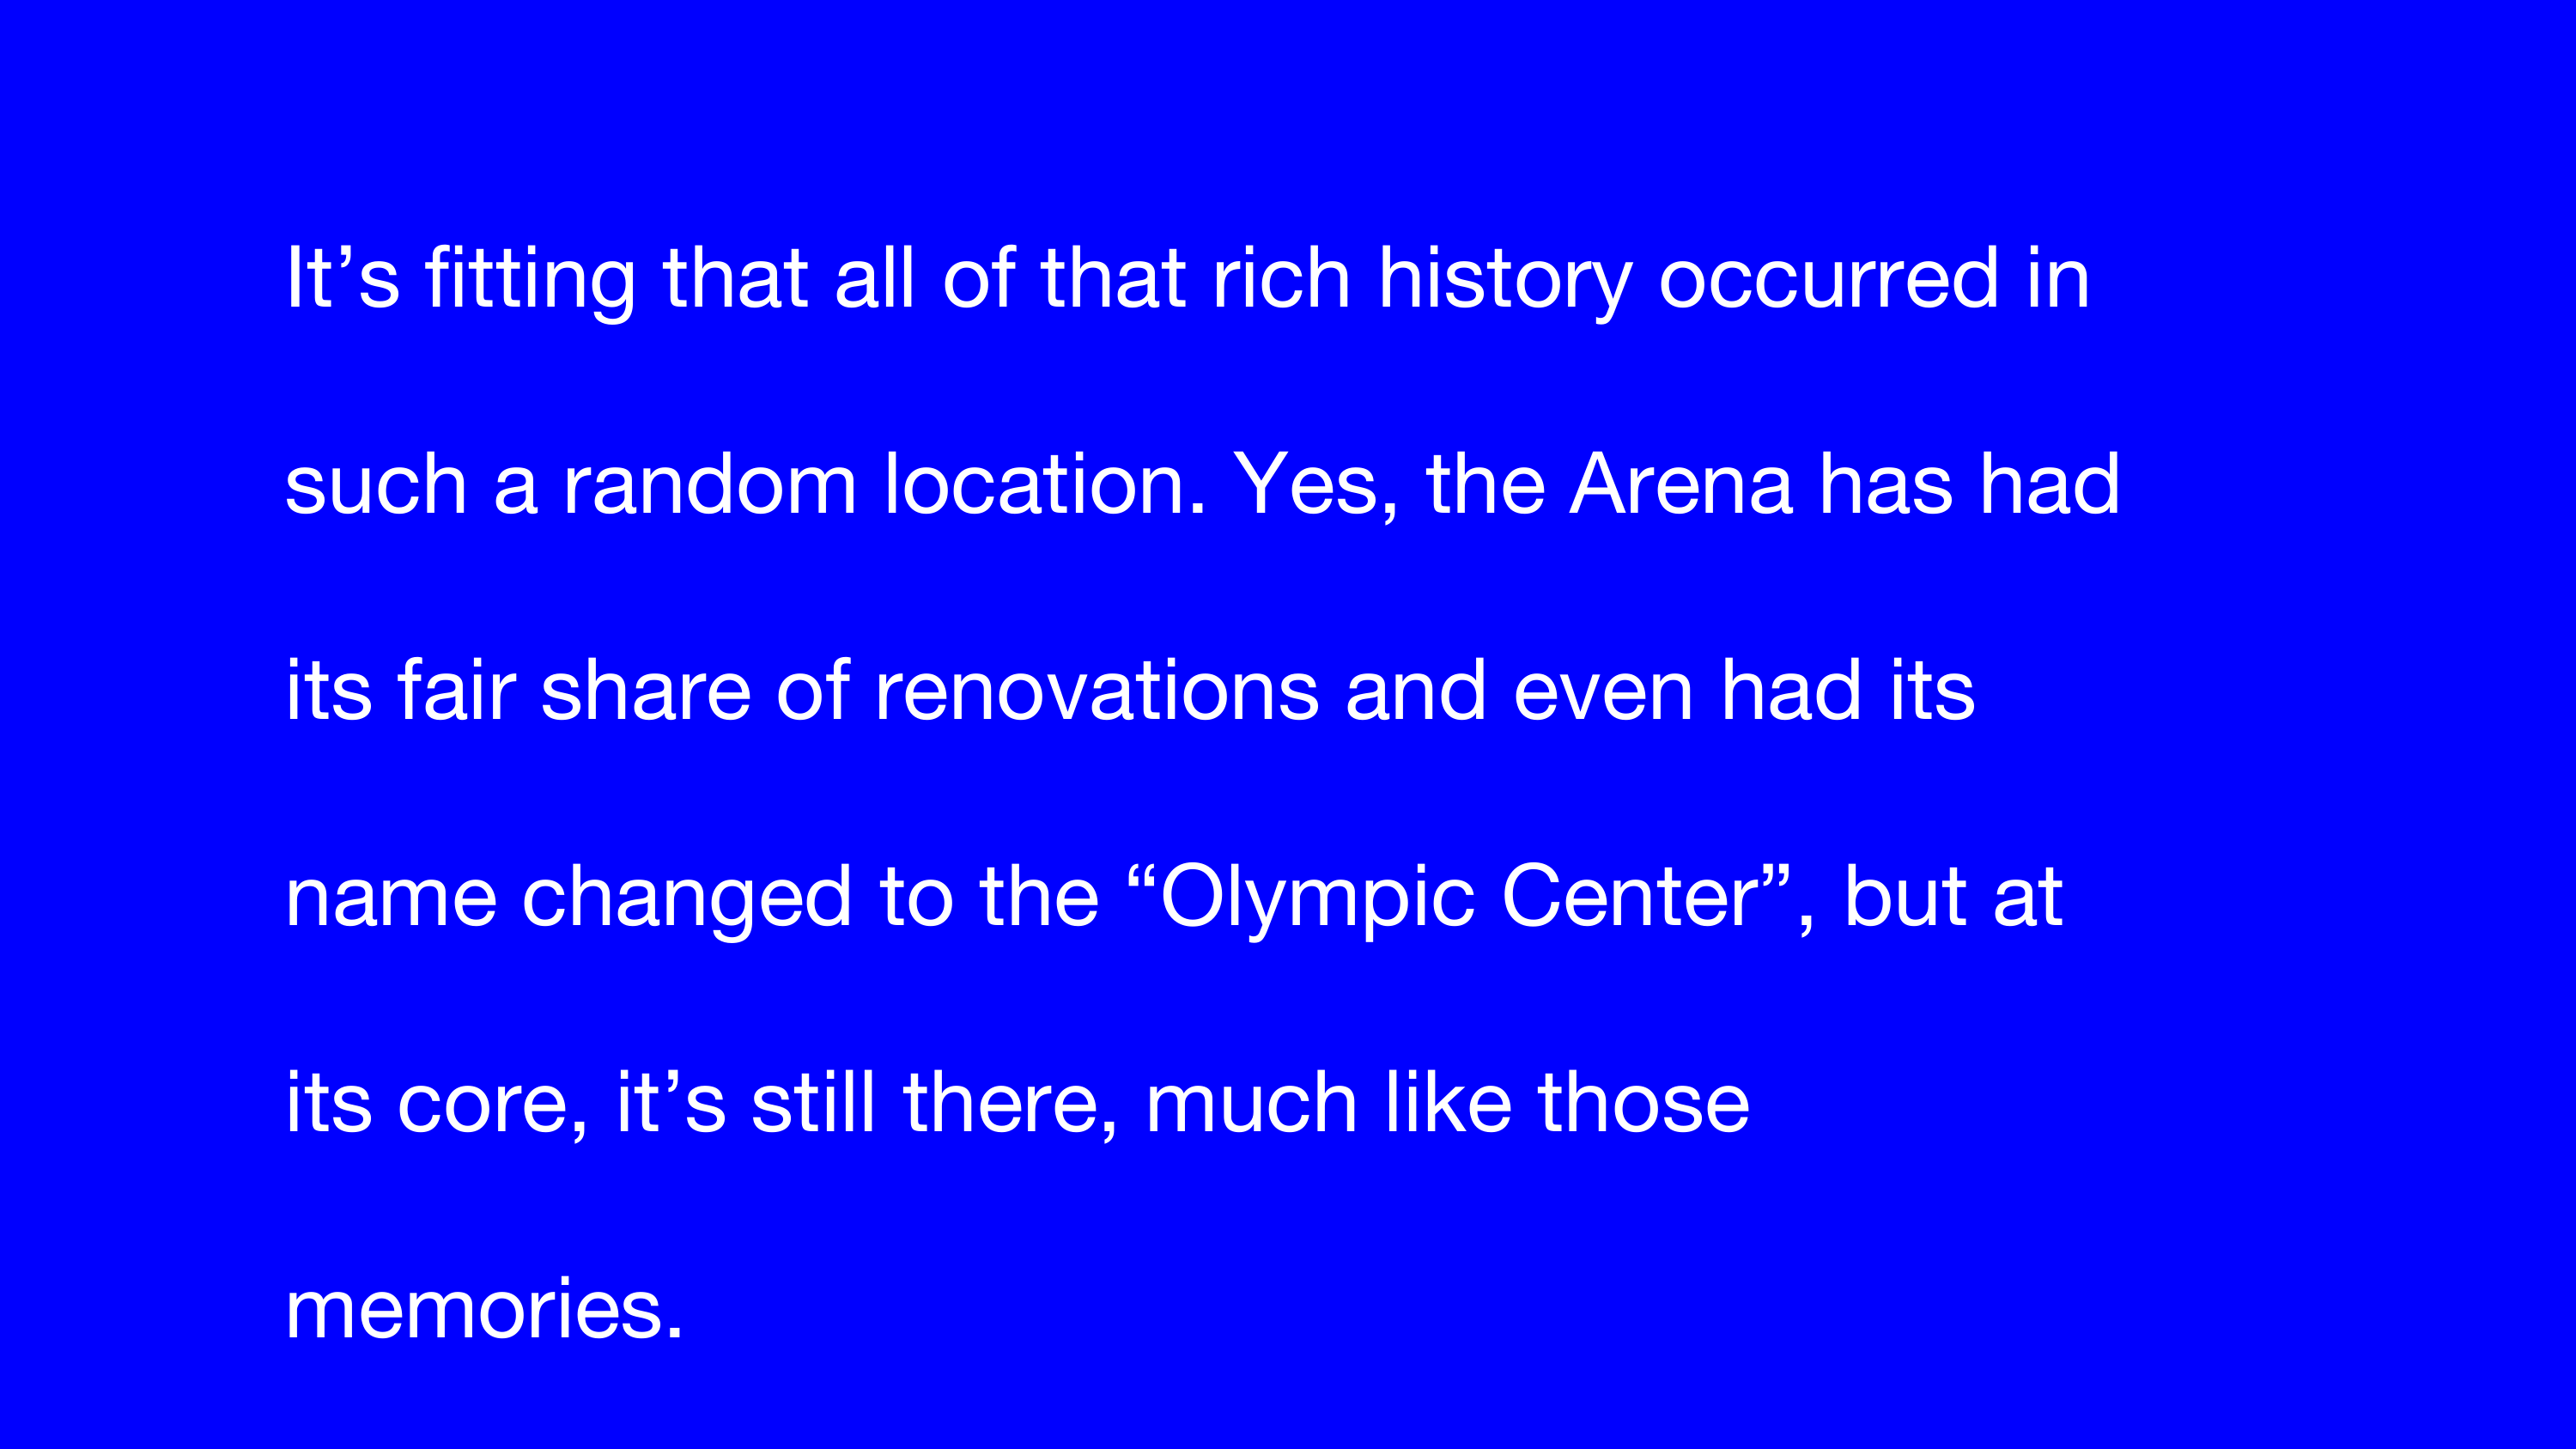 It’s fitting that all of that rich history occurred in
such a random location. Yes, the Arena has had
its fair share of renovations and even had its
name changed to the “Olympic Center”, but at
its core, it’s still there, much like those
memories.